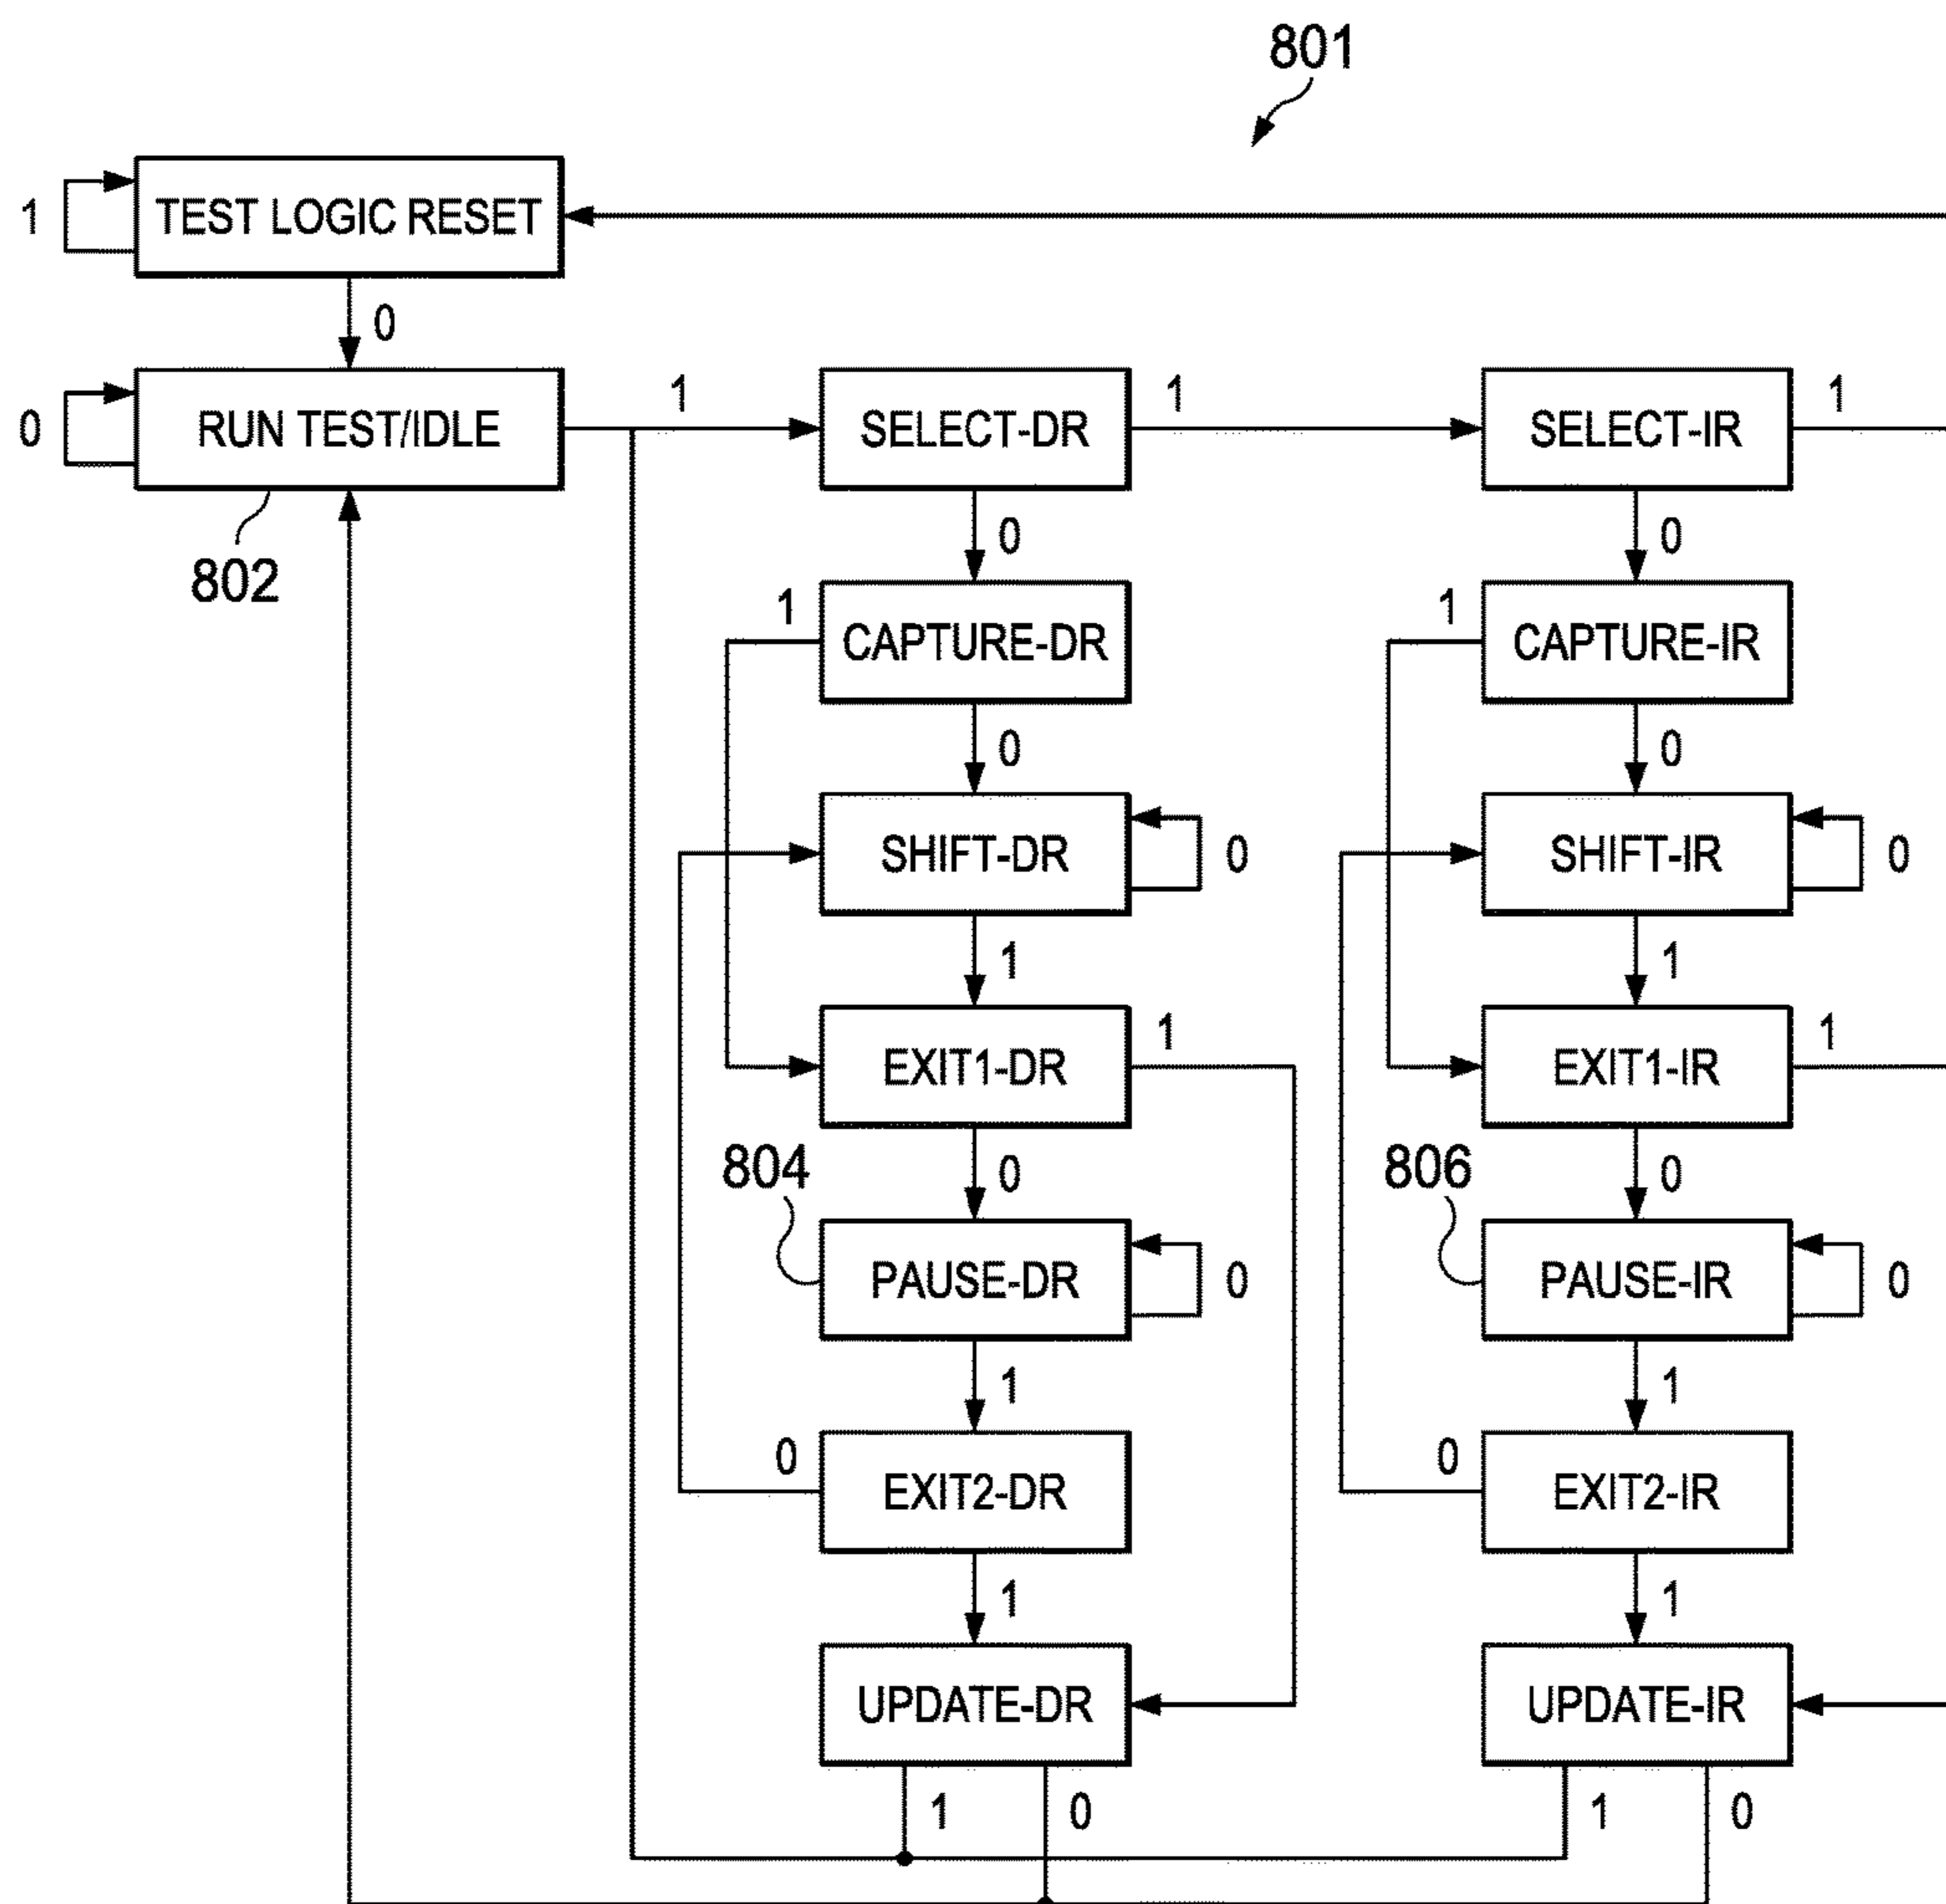 801
TEST LOGIC RESET
1
0
RUN TEST/IDLE
0
802
1
SELECT-DR
1
SELECT-IR
1
0
0
1
CAPTURE-DR
1
CAPTURE-IR
0
0
SHIFT-DR
0
SHIFT-IR
0
1
1
EXIT1-DR
1
EXIT1-IR
1
804
0
806
0
PAUSE-DR
0
PAUSE-IR
0
1
1
0
EXIT2-DR
0
EXIT2-IR
1
1
UPDATE-DR
UPDATE-IR
1
0
1
0